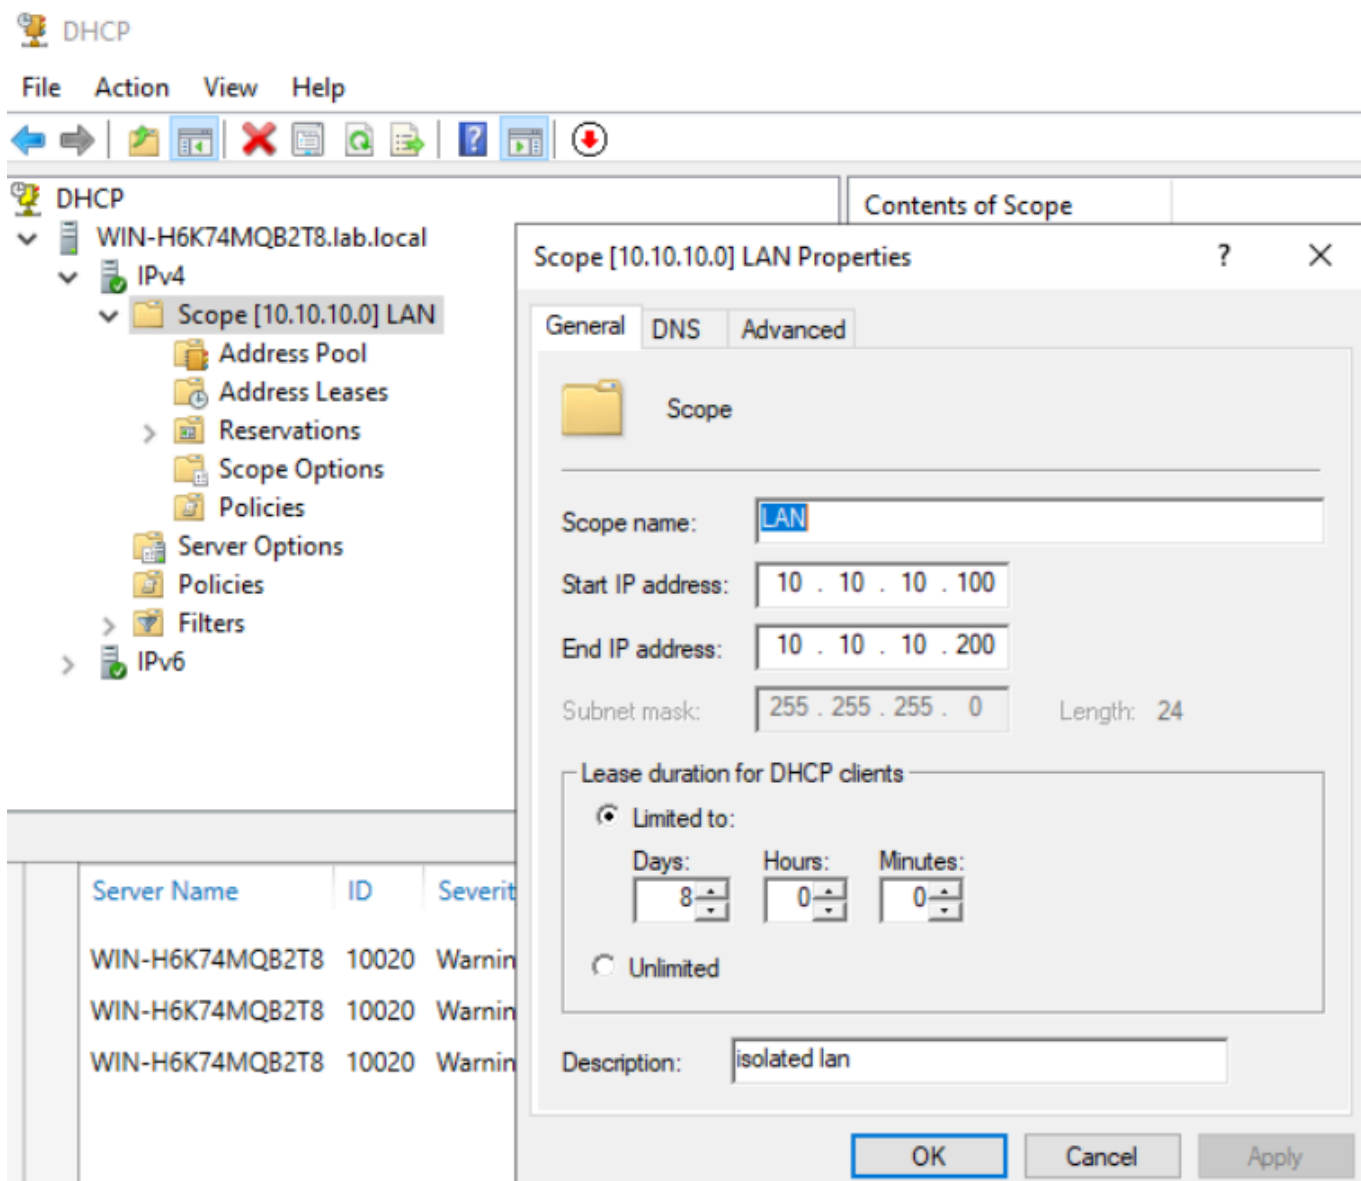 DHCP
File Action View Help
DHCP
WIN-H6K74MQB2T8.lab.local
IPv4
Scope [10.10.10.0] LAN
Address Pool
Address Leases
Reservations
Scope Options
Policies
Server Options
Policies
Filters
IPv6
Contents of Scope
Scope [10.10.10.0] LAN Properties ?
General DNS Advanced
Scope
Scope name: LAN
Start IP address: 10 . 10 . 10 . 100
End IP address: 10 . 10 . 10 . 200
Subnet mask: 255 . 255 . 255 . 0 Length: 24
Lease duration for DHCP clients
Limited to:
Days: Hours: Minutes:
8 0 0
Unlimited
Description: isolated lan
OK Cancel Apply
Server Name ID Severit
WIN-H6K74MQB2T8 10020 Warnin
WIN-H6K74MQB2T8 10020 Warnin
WIN-H6K74MQB2T8 10020 Warnin